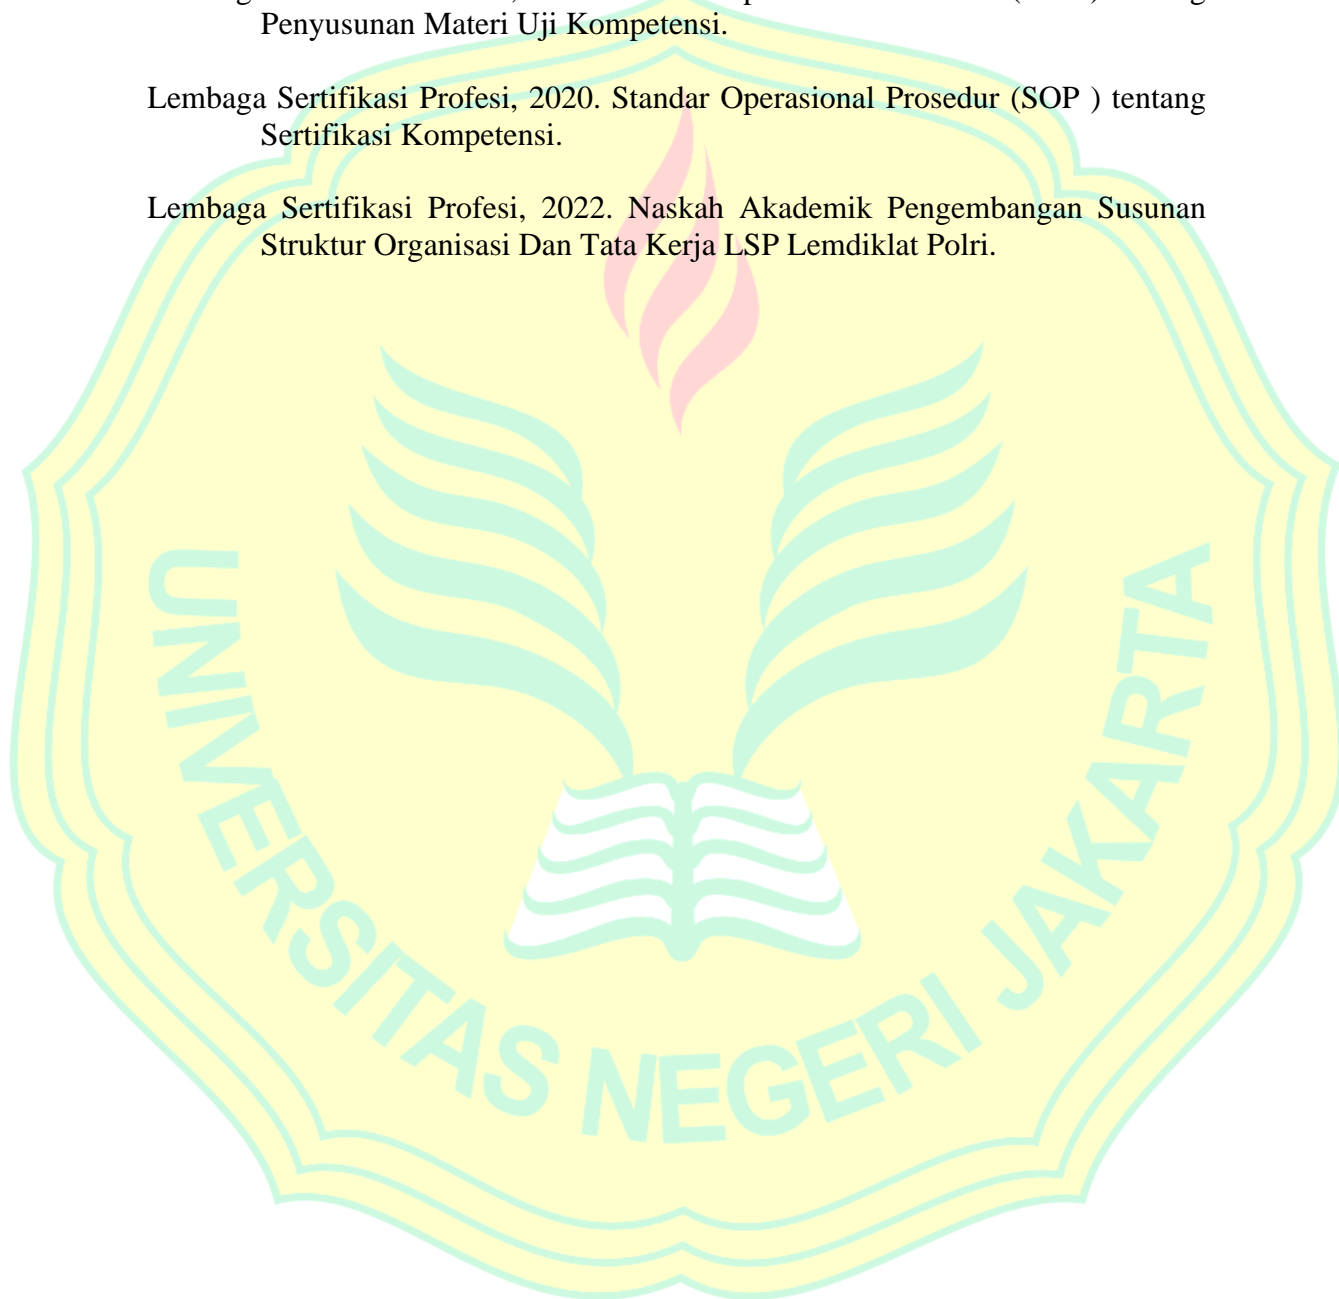 Penyusunan Materi Uji Kompetensi.
Lembaga Sertifikasi Profesi, 2020. Standar Operasional Prosedur (SOP ) tentang
Sertifikasi Kompetensi.
Lembaga Sertifikasi Profesi, 2022. Naskah Akademik Pengembangan Susunan
Struktur Organisasi Dan Tata Kerja LSP Lemdiklat Polri.
UNIVERSITAS NEGERI JAKARTA